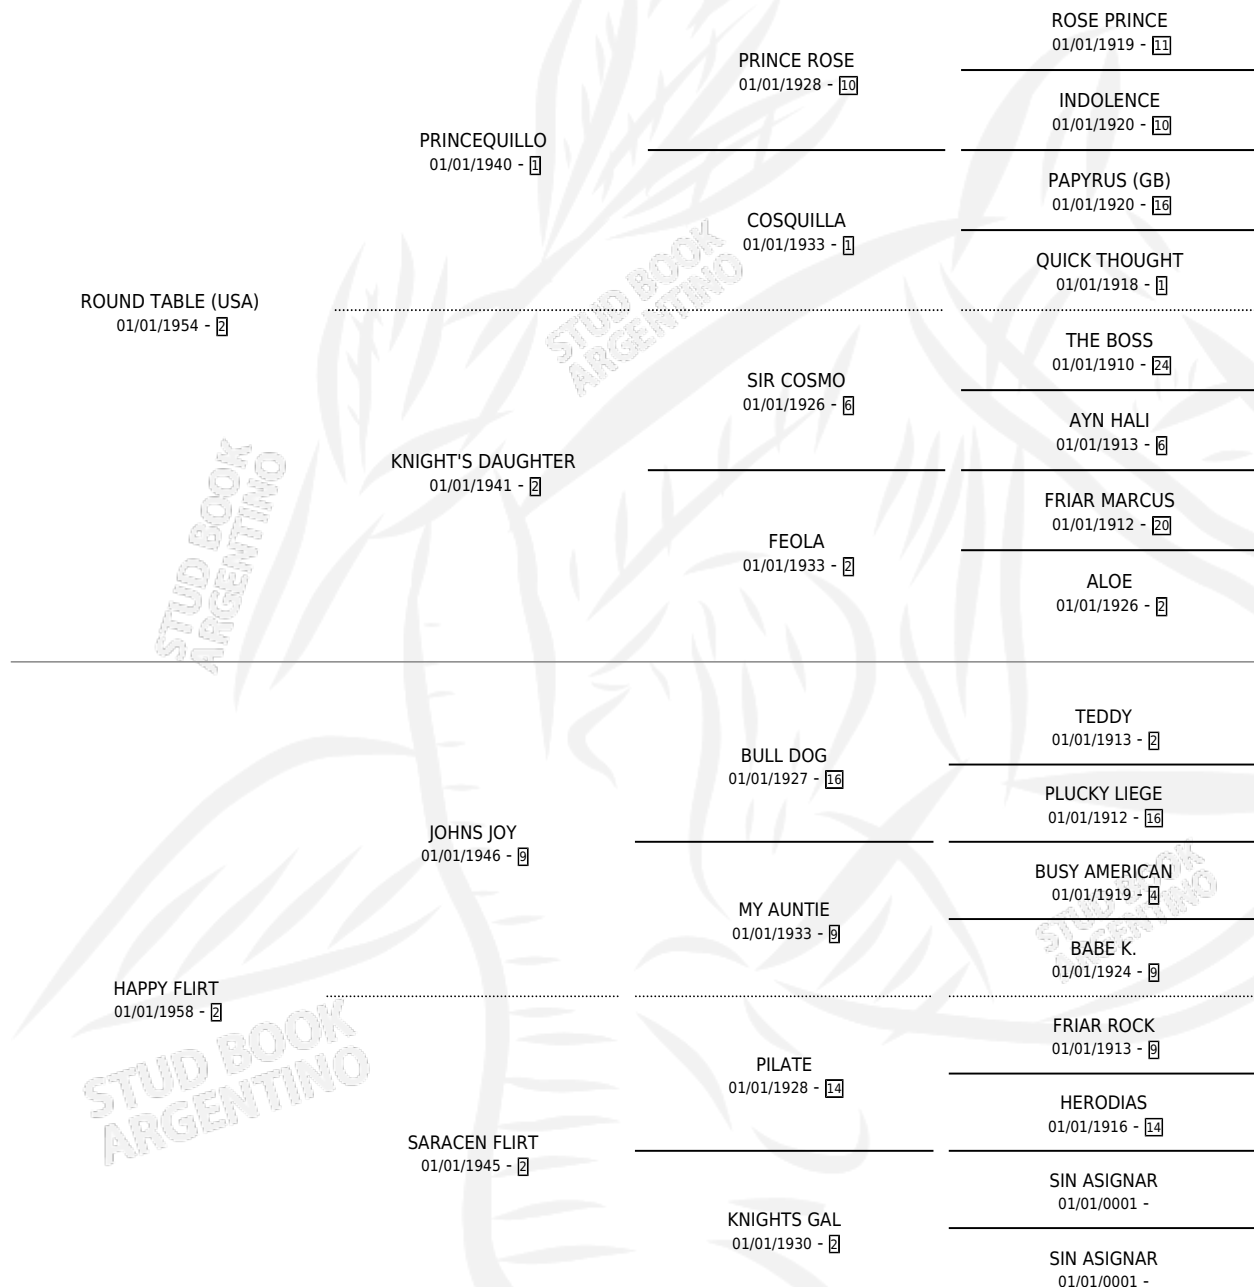 ROSE PRINCE
01/01/1919 - 11
PRINCE ROSE
01/01/1928 - 10
INDOLENCE
01/01/1920 - 10
PRINCEQUILLO
01/01/1940 - 1
PAPYRUS (GB)
01/01/1920 - 16
COSQUILLA
01/01/1933 - 1
QUICK THOUGHT
01/01/1918 - 1
ROUND TABLE (USA)
01/01/1954 - 2
THE BOSS
01/01/1910 - 24
SIR COSMO
01/01/1926 - 6
AYN HALI
01/01/1913 - 6
KNIGHT'S DAUGHTER
01/01/1941 - 2
FRIAR MARCUS
01/01/1912 - 20
FEOLA
01/01/1933 - 2
ALOE
01/01/1926 - 2
TEDDY
01/01/1913 - 2
BULL DOG
01/01/1927 - 16
PLUCKY LIEGE
01/01/1912 - 16
JOHNS JOY
01/01/1946 - 9
BUSY AMERICAN
01/01/1919 - 4
MY AUNTIE
01/01/1933 - 9
BABE K.
01/01/1924 - 9
HAPPY FLIRT
01/01/1958 - 2
FRIAR ROCK
01/01/1913 - 9
PILATE
01/01/1928 - 14
HERODIAS
01/01/1916 - 14
SARACEN FLIRT
01/01/1945 - 2
SIN ASIGNAR
01/01/0001 -
KNIGHTS GAL
01/01/1930 - 2
SIN ASIGNAR
01/01/0001 -
STUD BOOK
ARGENTINO
STUD BOOK
ARGENTINO
STUD BOOK
ARGENTINO
STUD BOOK
ARGENTINO